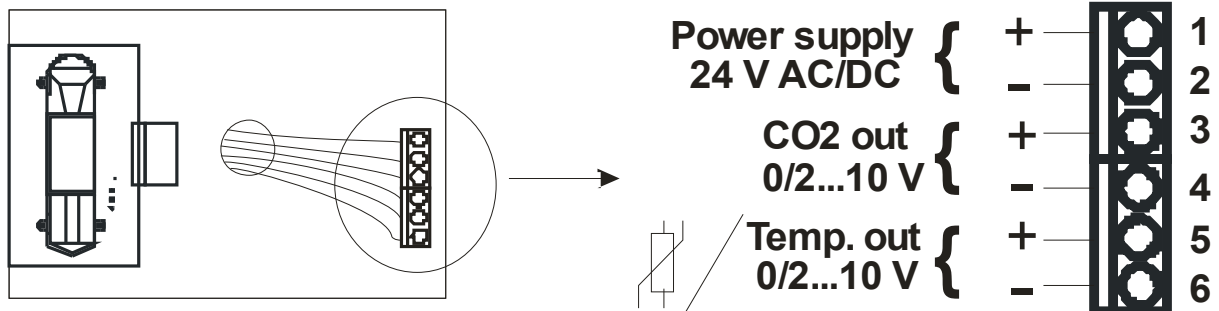 Power supply
24 V AC/DC
{
+
-
CO2 out
0/2...10 V
{
+
-
Temp. out
0/2...10 V
{
+
-
1
2
3
4
5
6